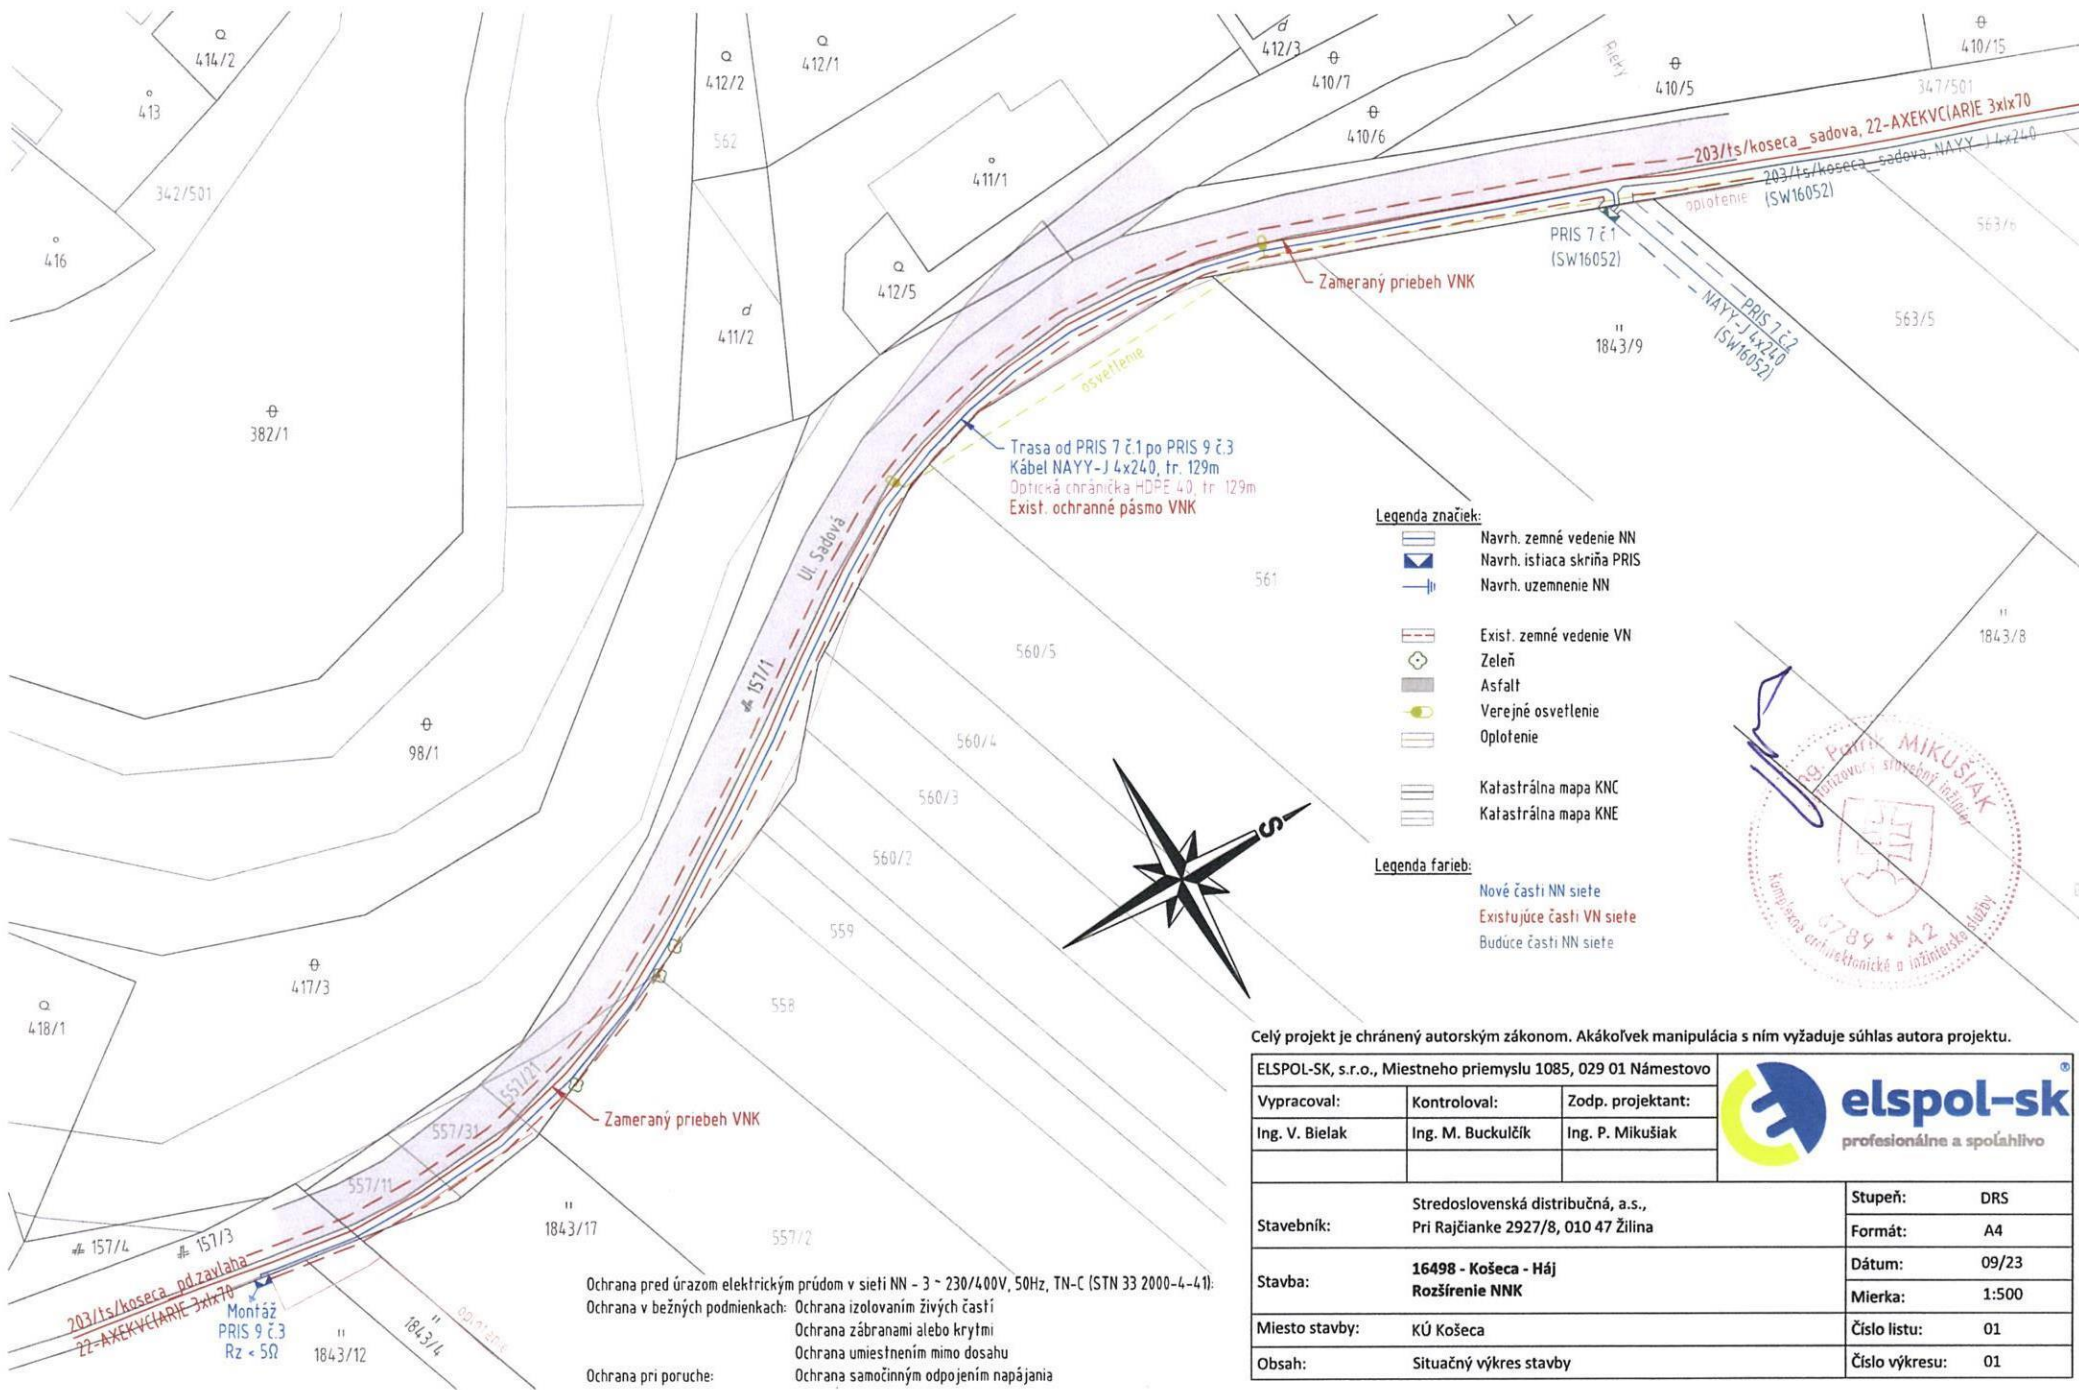 414/2
413
342/501
416
412/2
412/1
562
411/1
412/5
411/2
412/3
410/7
410/6
Rieky
410/5
410/15
347/501
203/ts/koseca_sadova, 22-AXEKVC(AR)E 3x1x70
203/ts/koseca_sadova, NAYY-J 4x240
(SW16052)
oplotenie
563/6
PRIS 7 č.1
(SW16052)
PRIS 7 č.2
NAYY-J 4x240
(SW16052)
563/5
1843/9
Zameraný priebeh VNK
osvetlenie
382/1
Trasa od PRIS 7 č.1 po PRIS 9 č.3
Kábel NAYY-J 4x240, tr. 129m
Optická chránička HDPE 40, tr. 129m
Exist. ochranné pásmo VNK
Ul. Sadová
157/1
561
560/5
560/4
560/3
560/2
559
558
98/1
417/3
418/1
1843/8
Legenda značiek:
Navrh. zemné vedenie NN
Navrh. istiaca skriňa PRIS
Navrh. uzemnenie NN
Exist. zemné vedenie VN
Zeleň
Asfalt
Verejné osvetlenie
Oplotenie
Katastrálna mapa KNC
Katastrálna mapa KNE
Legenda farieb:
Nové časti NN siete
Existujúce časti VN siete
Budúce časti NN siete
S
Ing. Patrik MIKUŠIAK
autorizovaný stavebný inžinier
6789 * A2
Komplexné architektonické a inžinierske služby
557/21
557/31
557/11
Zameraný priebeh VNK
1843/17
557/2
157/4
157/3
203/ts/koseca_pd.zavlaha
22-AXEKVC(AR)E 3x1x70
Montáž
PRIS 9 č.3
Rz < 5Ω
1843/12
1843/4
oplotenie
Ochrana pred úrazom elektrickým prúdom v sieti NN - 3 ~ 230/400V, 50Hz, TN-C (STN 33 2000-4-41):
Ochrana v bežných podmienkach: Ochrana izolovaním živých častí
Ochrana zábranami alebo krytmi
Ochrana umiestnením mimo dosahu
Ochrana pri poruche: Ochrana samočinným odpojením napájania
Celý projekt je chránený autorským zákonom. Akákoľvek manipulácia s ním vyžaduje súhlas autora projektu.
ELSPOL-SK, s.r.o., Miestneho priemyslu 1085, 029 01 Námestovo
Vypracoval: Kontroloval: Zodp. projektant:
Ing. V. Bielak Ing. M. Buckulčík Ing. P. Mikušiak
elspol-sk®
profesionálne a spoľahlivo
Stavebník: Stredoslovenská distribučná, a.s.,
Pri Rajčianke 2927/8, 010 47 Žilina
Stupeň: DRS
Formát: A4
Stavba: 16498 - Košeca - Háj
Rozšírenie NNK
Dátum: 09/23
Mierka: 1:500
Miesto stavby: KÚ Košeca
Číslo listu: 01
Obsah: Situačný výkres stavby
Číslo výkresu: 01